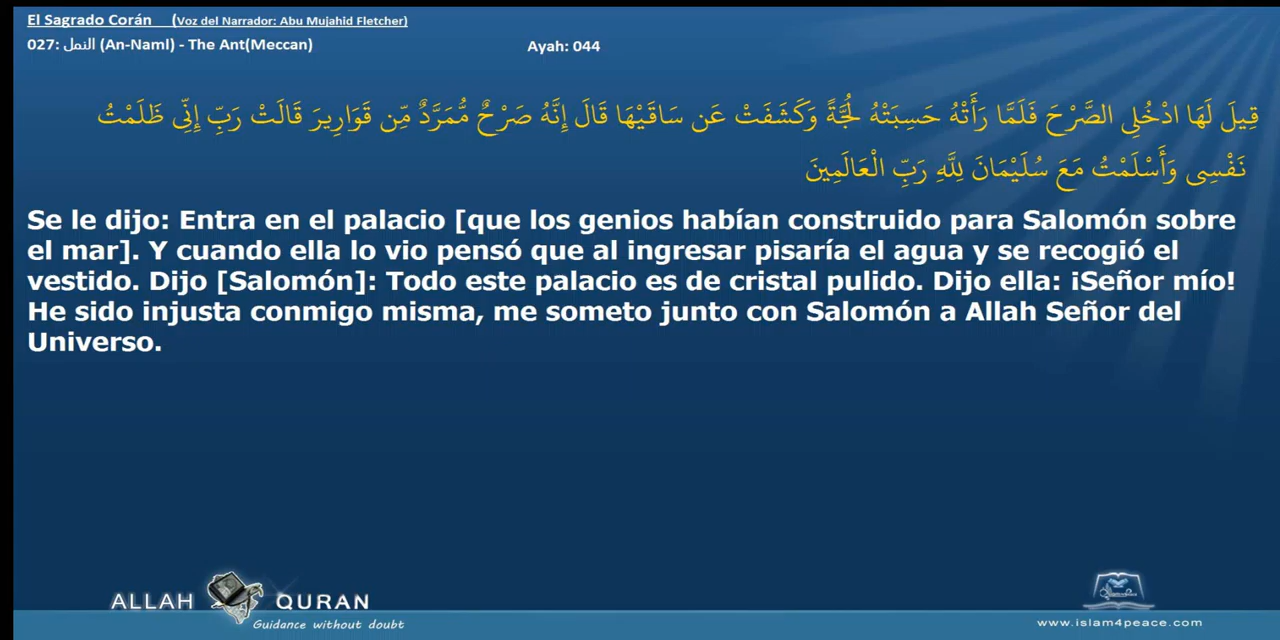 El Sagrado Corán (Voz del Narrador: Abu Mujahid Fletcher)
027: النمل (An-Naml) - The Ant(Meccan) Ayah: 044
قِيلَ لَهَا ادْخُلِى الصَّرْحَ فَلَمَّا رَأَتْهُ حَسِبَتْهُ لُجَّةً وَكَشَفَتْ عَن سَاقَيْهَا قَالَ إِنَّهُ صَرْحٌ مُّمَرَّدٌ مِّن قَوَارِيرَ قَالَتْ رَبِّ إِنِّى ظَلَمْتُ
نَفْسِى وَأَسْلَمْتُ مَعَ سُلَيْمَانَ لِلَّهِ رَبِّ الْعَالَمِينَ
Se le dijo: Entra en el palacio [que los genios habían construido para Salomón sobre
el mar]. Y cuando ella lo vio pensó que al ingresar pisaría el agua y se recogió el
vestido. Dijo [Salomón]: Todo este palacio es de cristal pulido. Dijo ella: ¡Señor mío!
He sido injusta conmigo misma, me someto junto con Salomón a Allah Señor del
Universo.
ALLAH QURAN
Guidance without doubt
www.islam4peace.com